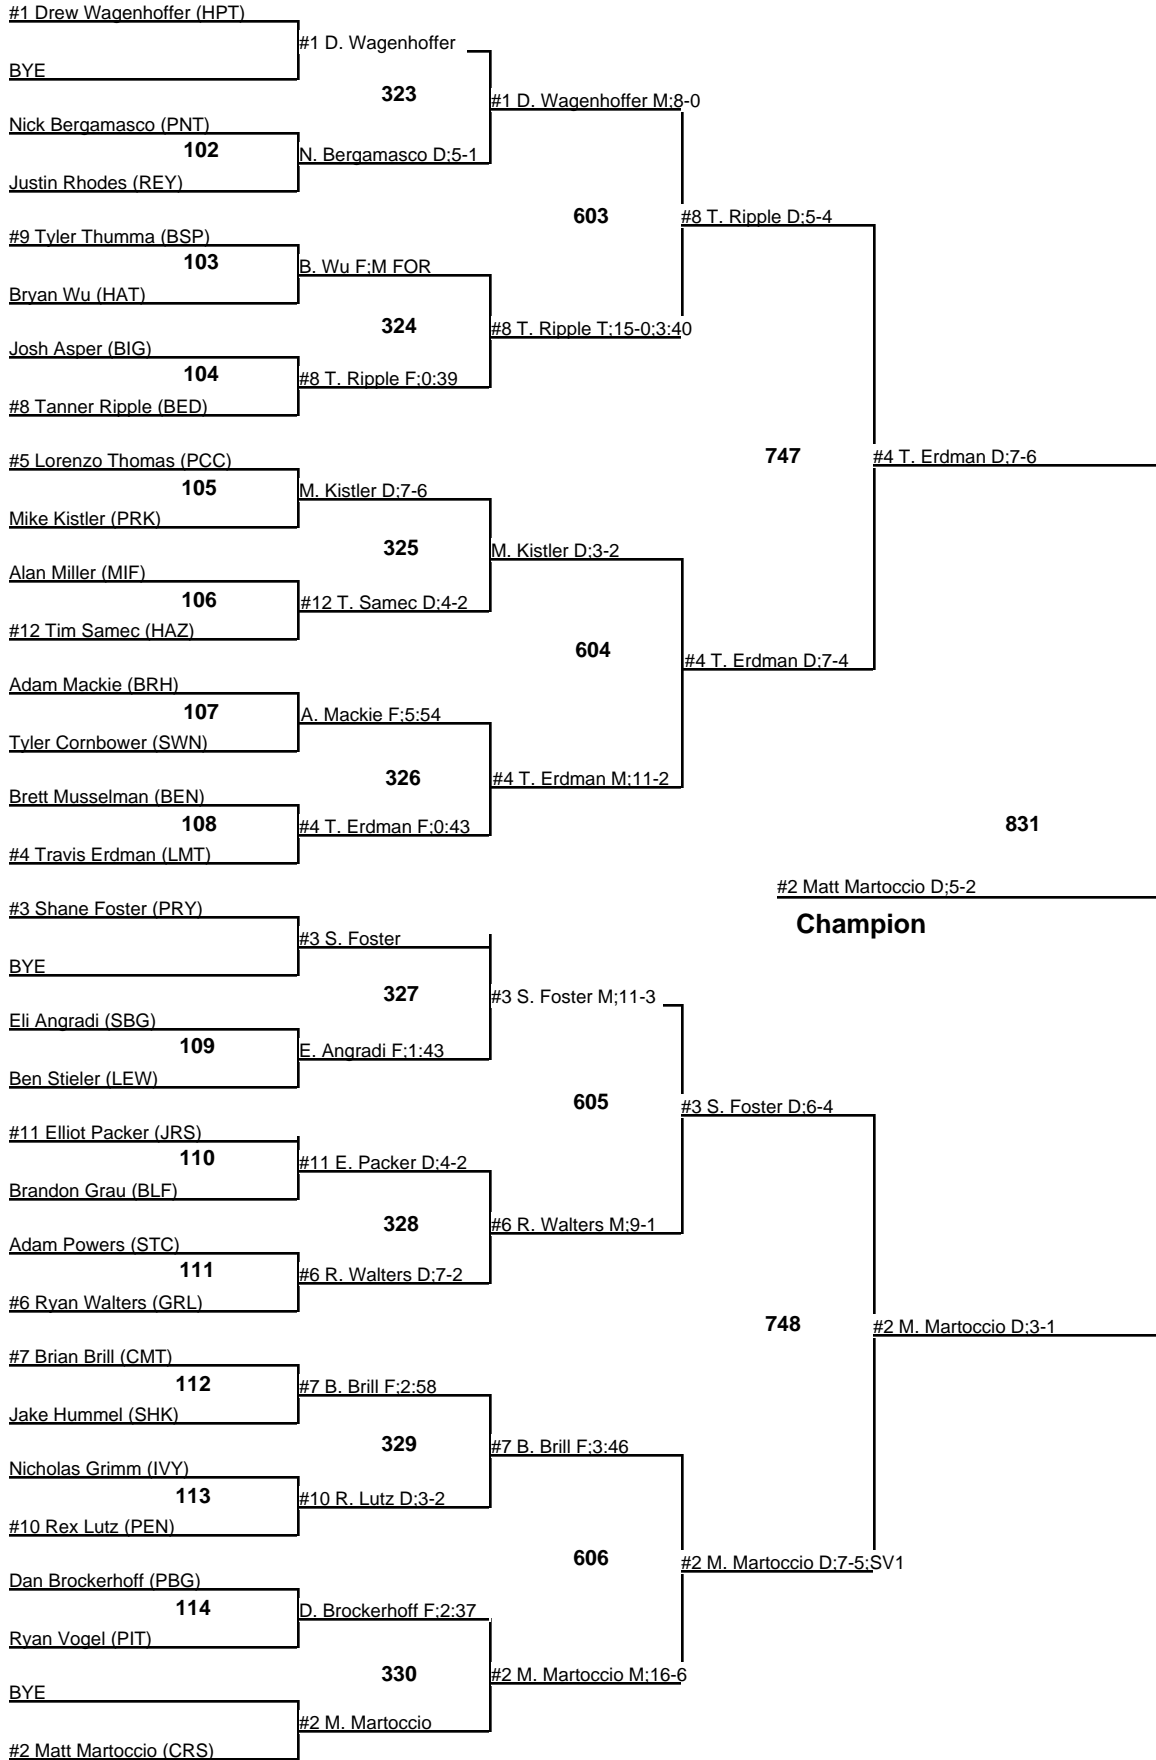 #1 Drew Wagenhoffer (HPT)
#1 D. Wagenhoffer
BYE
323
#1 D. Wagenhoffer M;8-0
Nick Bergamasco (PNT)
102
N. Bergamasco D;5-1
Justin Rhodes (REY)
603
#8 T. Ripple D;5-4
#9 Tyler Thumma (BSP)
103
B. Wu F;M FOR
Bryan Wu (HAT)
324
#8 T. Ripple T;15-0;3:40
Josh Asper (BIG)
104
#8 T. Ripple F;0:39
#8 Tanner Ripple (BED)
747
#4 T. Erdman D;7-6
#5 Lorenzo Thomas (PCC)
105
M. Kistler D;7-6
Mike Kistler (PRK)
325
M. Kistler D;3-2
Alan Miller (MIF)
106
#12 T. Samec D;4-2
#12 Tim Samec (HAZ)
604
#4 T. Erdman D;7-4
Adam Mackie (BRH)
107
A. Mackie F;5:54
Tyler Cornbower (SWN)
326
#4 T. Erdman M;11-2
Brett Musselman (BEN)
108
#4 T. Erdman F;0:43
#4 Travis Erdman (LMT)
831
#2 Matt Martoccio D;5-2
Champion
#3 Shane Foster (PRY)
#3 S. Foster
BYE
327
#3 S. Foster M;11-3
Eli Angradi (SBG)
109
E. Angradi F;1:43
Ben Stieler (LEW)
605
#3 S. Foster D;6-4
#11 Elliot Packer (JRS)
110
#11 E. Packer D;4-2
Brandon Grau (BLF)
328
#6 R. Walters M;9-1
Adam Powers (STC)
111
#6 R. Walters D;7-2
#6 Ryan Walters (GRL)
748
#2 M. Martoccio D;3-1
#7 Brian Brill (CMT)
112
#7 B. Brill F;2:58
Jake Hummel (SHK)
329
#7 B. Brill F;3:46
Nicholas Grimm (IVY)
113
#10 R. Lutz D;3-2
#10 Rex Lutz (PEN)
606
#2 M. Martoccio D;7-5;SV1
Dan Brockerhoff (PBG)
114
D. Brockerhoff F;2:37
Ryan Vogel (PIT)
330
#2 M. Martoccio M;16-6
BYE
#2 M. Martoccio
#2 Matt Martoccio (CRS)